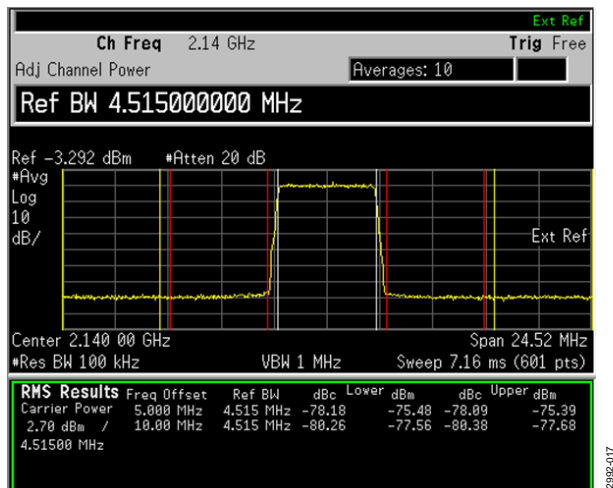 Ext Ref
Ch Freq 2.14 GHz Trig Free
Adj Channel Power Averages: 10
Ref BW 4.515000000 MHz
Ref -3.292 dBm #Atten 20 dB
#Avg
Log
10
dB/
Ext Ref
Center 2.140 00 GHz Span 24.52 MHz
#Res BW 100 kHz VBW 1 MHz Sweep 7.16 ms (601 pts)
RMS Results Freq Offset Ref BW dBc Lower dBm dBc Upper dBm
Carrier Power 5.000 MHz 4.515 MHz -78.18 -75.48 -78.09 -75.39
2.70 dBm / 10.00 MHz 4.515 MHz -80.26 -77.56 -80.38 -77.68
4.51500 MHz
2992-017